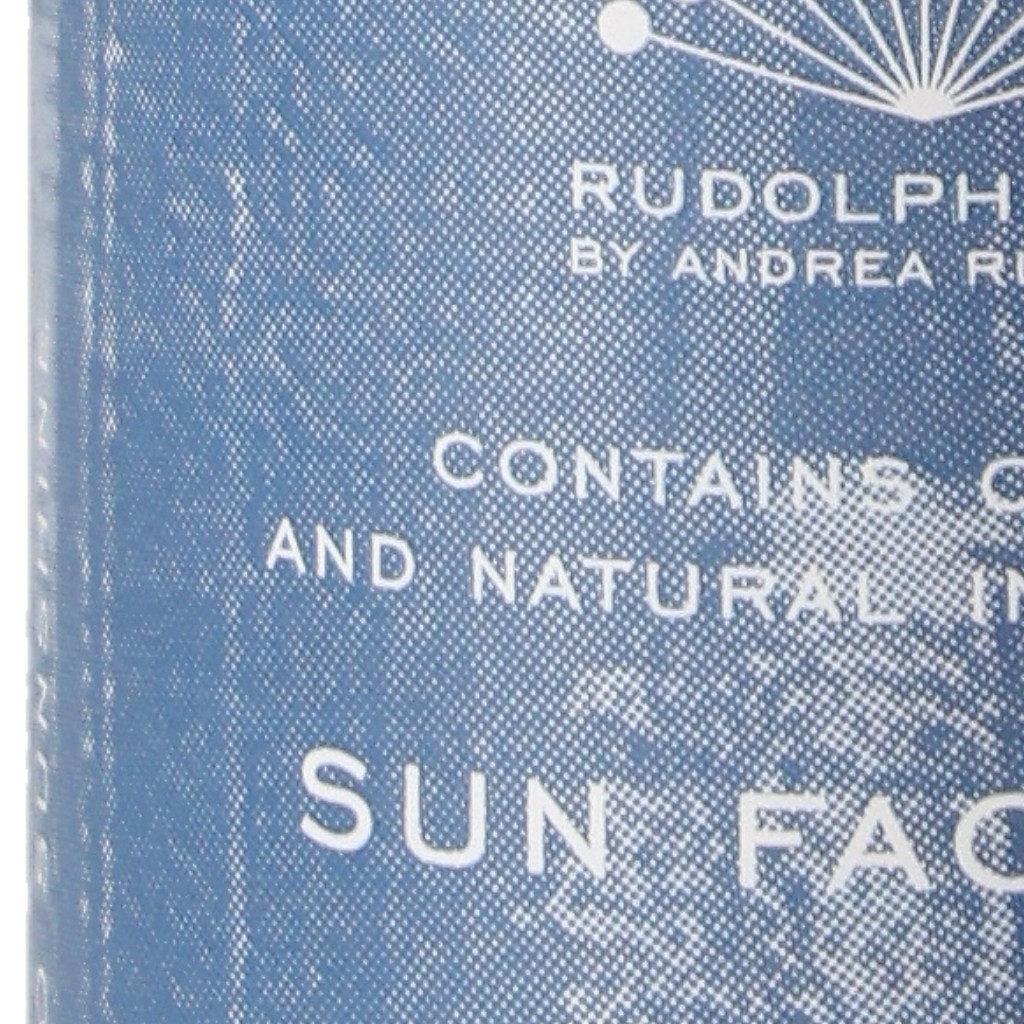 RUDOLPH
BY ANDREA
CONTAINS
AND NATURAL
SUN